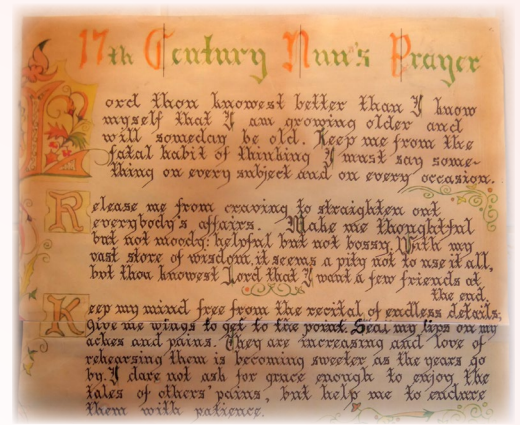 17th Century Nun's Prayer
Lord thou knowest better than I know
myself that I am growing older and
will someday be old. Keep me from the
fatal habit of thinking I must say some-
thing on every subject and on every occasion.
Release me from craving to straighten out
everybody's affairs. Make me thoughtful
but not moody: helpful but not bossy. With my
vast store of wisdom, it seems a pity not to use it all,
but thou knowest Lord that I want a few friends at
the end.
Keep my mind free from the recital of endless details;
give me wings to get to the point. Seal my lips on my
aches and pains. They are increasing and love of
rehearsing them is becoming sweeter as the years go
by. I dare not ask for grace enough to enjoy the
tales of others' pains, but help me to endure
them with patience.